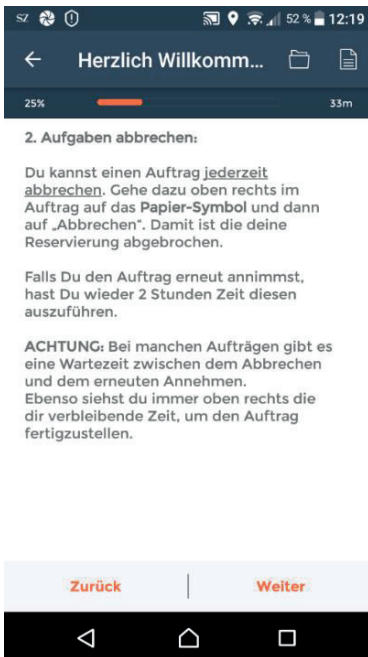 SZ 52 % 12:19
Herzlich Willkomm...
25% 33m
2. Aufgaben abbrechen:
Du kannst einen Auftrag jederzeit
abbrechen. Gehe dazu oben rechts im
Auftrag auf das Papier-Symbol und dann
auf „Abbrechen“. Damit ist die deine
Reservierung abgebrochen.
Falls Du den Auftrag erneut annimmst,
hast Du wieder 2 Stunden Zeit diesen
auszuführen.
ACHTUNG: Bei manchen Aufträgen gibt es
eine Wartezeit zwischen dem Abbrechen
und dem erneuten Annehmen.
Ebenso siehst du immer oben rechts die
dir verbleibende Zeit, um den Auftrag
fertigzustellen.
Zurück Weiter